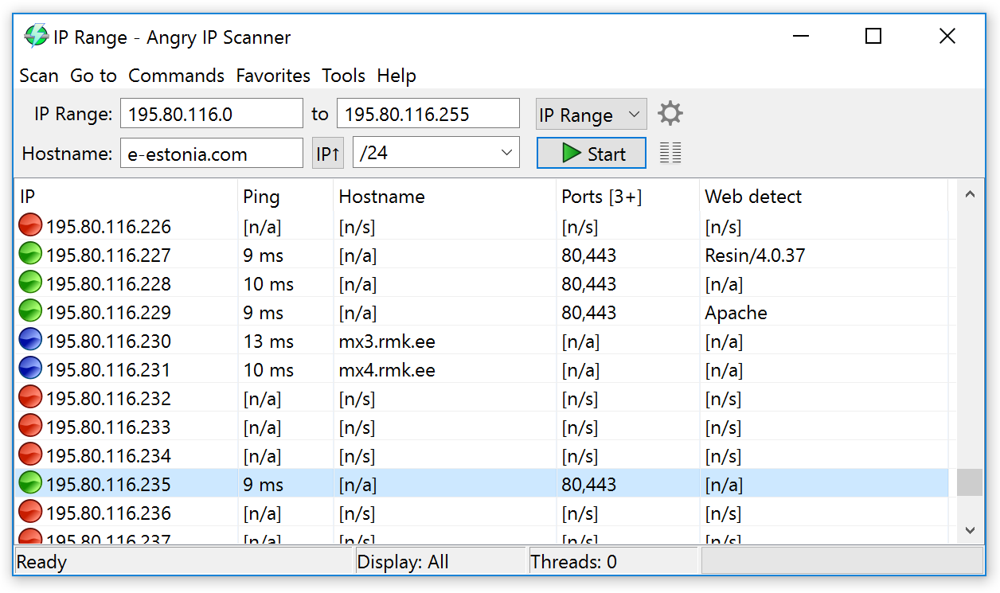 IP Range - Angry IP Scanner
Scan Go to Commands Favorites Tools Help
IP Range: 195.80.116.0 to 195.80.116.255 IP Range
Hostname: e-estonia.com IP↑ /24 Start
IP Ping Hostname Ports [3+] Web detect
195.80.116.226 [n/a] [n/s] [n/s] [n/s]
195.80.116.227 9 ms [n/a] 80,443 Resin/4.0.37
195.80.116.228 10 ms [n/a] 80,443 [n/a]
195.80.116.229 9 ms [n/a] 80,443 Apache
195.80.116.230 13 ms mx3.rmk.ee [n/a] [n/a]
195.80.116.231 10 ms mx4.rmk.ee [n/a] [n/a]
195.80.116.232 [n/a] [n/s] [n/s] [n/s]
195.80.116.233 [n/a] [n/s] [n/s] [n/s]
195.80.116.234 [n/a] [n/s] [n/s] [n/s]
195.80.116.235 9 ms [n/a] 80,443 [n/a]
195.80.116.236 [n/a] [n/s] [n/s] [n/s]
195.80.116.237 [n/a] [n/s] [n/s] [n/s]
Ready Display: All Threads: 0